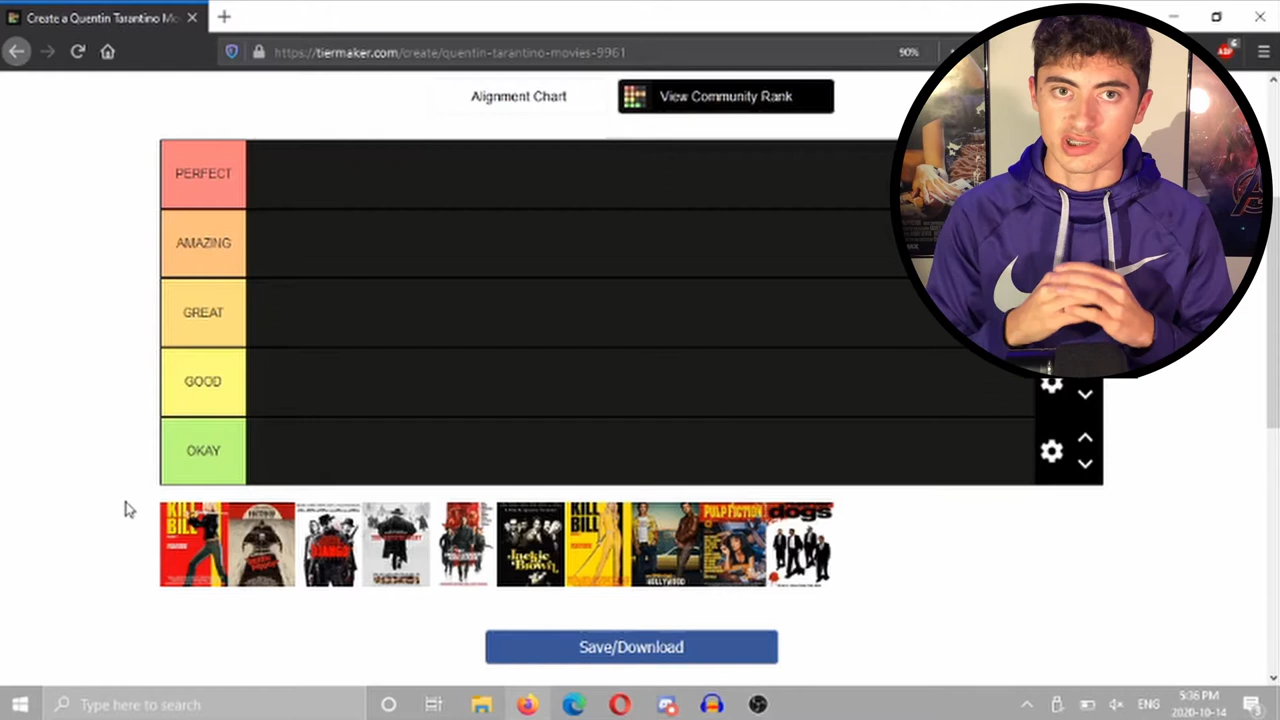 Create a Quentin Tarantino Mo
https://tiermaker.com/create/quentin-tarantino-movies-9961
90%
Alignment Chart
View Community Rank
PERFECT
AMAZING
GREAT
GOOD
OKAY
KILL
BILL
DJANGO
Jackie
Brown
KILL
BILL
HOLLYWOOD
PULP FICTION
dogs
Save/Download
Type here to search
ENG
5:36 PM
2020-10-14
3